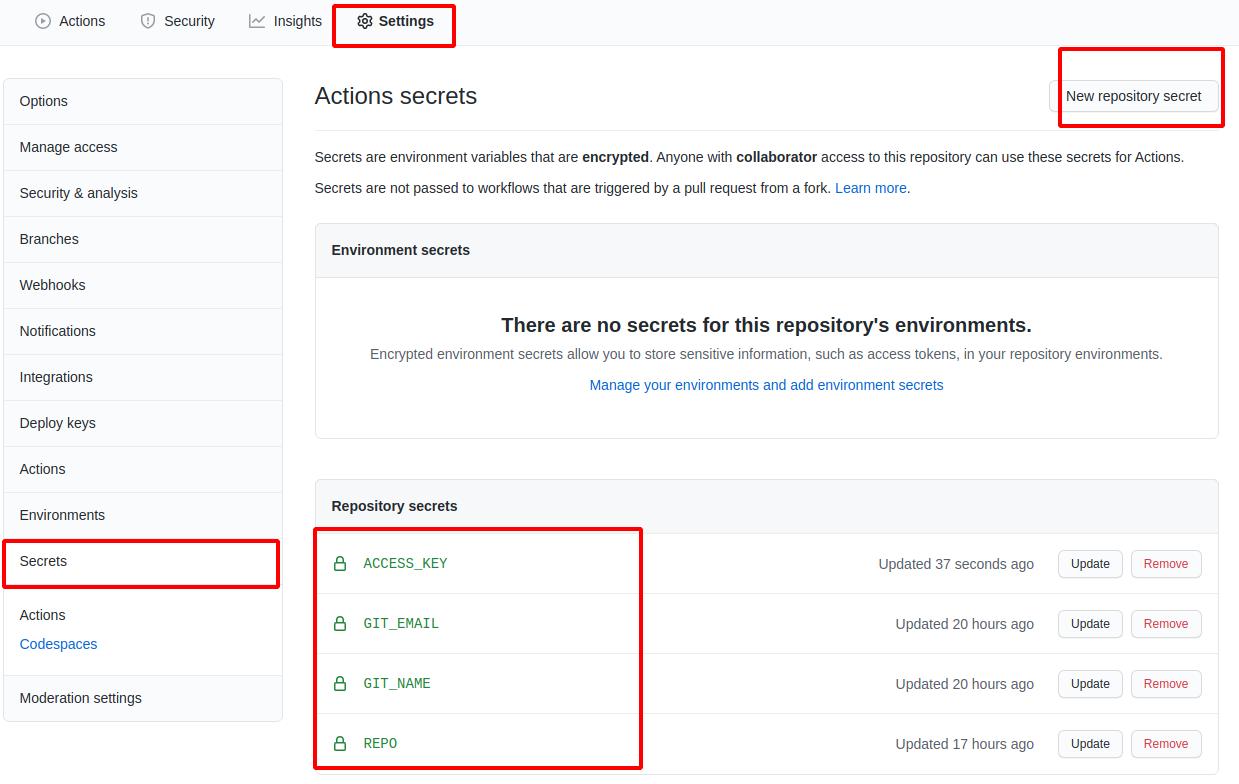 Actions Security Insights Settings
Options
Manage access
Security & analysis
Branches
Webhooks
Notifications
Integrations
Deploy keys
Actions
Environments
Secrets
Actions
Codespaces
Moderation settings
Actions secrets
New repository secret
Secrets are environment variables that are encrypted. Anyone with collaborator access to this repository can use these secrets for Actions.
Secrets are not passed to workflows that are triggered by a pull request from a fork. Learn more.
Environment secrets
There are no secrets for this repository's environments.
Encrypted environment secrets allow you to store sensitive information, such as access tokens, in your repository environments.
Manage your environments and add environment secrets
Repository secrets
ACCESS_KEY Updated 37 seconds ago Update Remove
GIT_EMAIL Updated 20 hours ago Update Remove
GIT_NAME Updated 20 hours ago Update Remove
REPO Updated 17 hours ago Update Remove